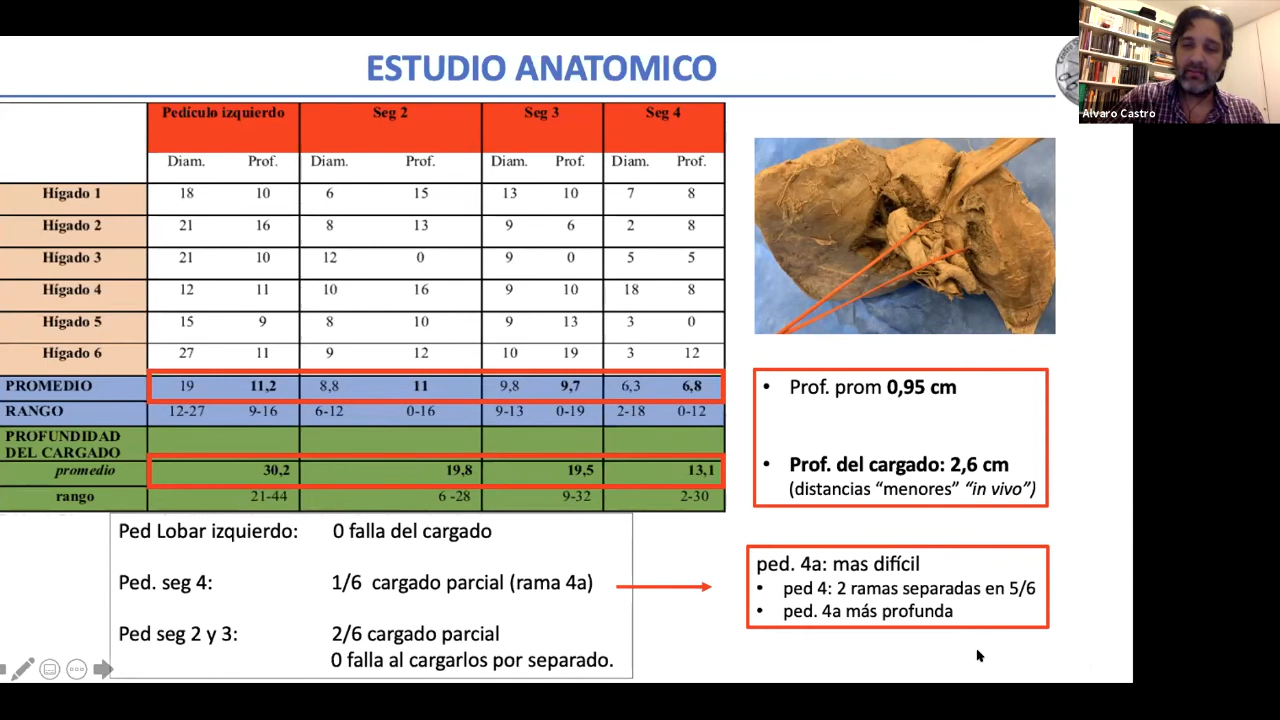 ESTUDIO ANATOMICO
Alvaro Castro
Pedículo izquierdo Seg 2 Seg 3 Seg 4
Diam. Prof. Diam. Prof. Diam. Prof. Diam. Prof.
Hígado 1 18 10 6 15 13 10 7 8
Hígado 2 21 16 8 13 9 6 2 8
Hígado 3 21 10 12 0 9 0 5 5
Hígado 4 12 11 10 16 9 10 18 8
Hígado 5 15 9 8 10 9 13 3 0
Hígado 6 27 11 9 12 10 19 3 12
PROMEDIO 19 11,2 8,8 11 9,8 9,7 6,3 6,8
RANGO 12-27 9-16 6-12 0-16 9-13 0-19 2-18 0-12
PROFUNDIDAD
DEL CARGADO
promedio 30,2 19,8 19,5 13,1
rango 21-44 6 -28 9-32 2-30
• Prof. prom 0,95 cm
• Prof. del cargado: 2,6 cm
(distancias “menores” “in vivo”)
Ped Lobar izquierdo: 0 falla del cargado
Ped. seg 4: 1/6 cargado parcial (rama 4a)
Ped seg 2 y 3: 2/6 cargado parcial
0 falla al cargarlos por separado.
ped. 4a: mas difícil
• ped 4: 2 ramas separadas en 5/6
• ped. 4a más profunda